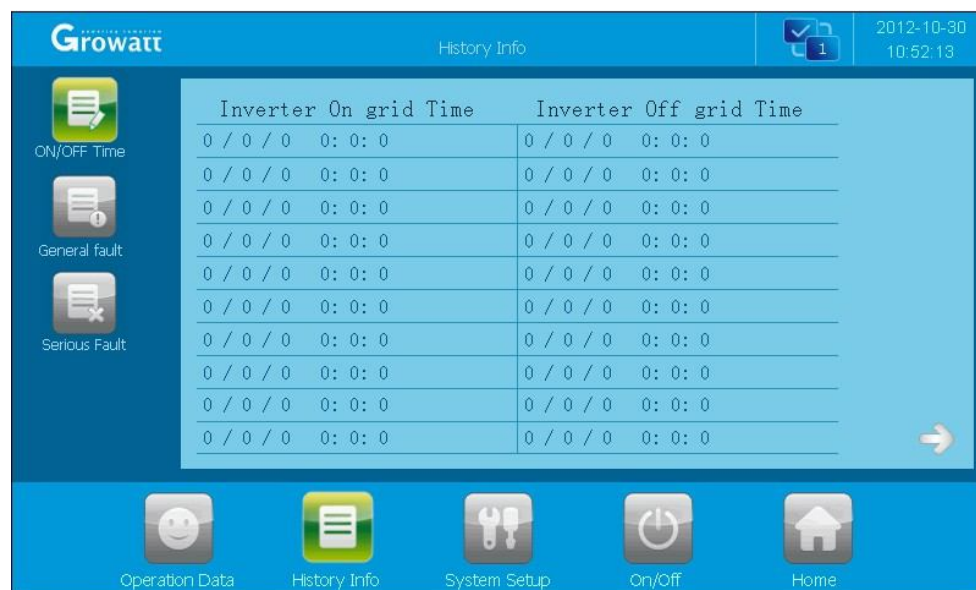 Growatt
History Info
1
2012-10-30
10:52:13
ON/OFF Time
General fault
Serious Fault
Inverter On grid Time Inverter Off grid Time
0 / 0 / 0 0: 0: 0 0 / 0 / 0 0: 0: 0
0 / 0 / 0 0: 0: 0 0 / 0 / 0 0: 0: 0
0 / 0 / 0 0: 0: 0 0 / 0 / 0 0: 0: 0
0 / 0 / 0 0: 0: 0 0 / 0 / 0 0: 0: 0
0 / 0 / 0 0: 0: 0 0 / 0 / 0 0: 0: 0
0 / 0 / 0 0: 0: 0 0 / 0 / 0 0: 0: 0
0 / 0 / 0 0: 0: 0 0 / 0 / 0 0: 0: 0
0 / 0 / 0 0: 0: 0 0 / 0 / 0 0: 0: 0
0 / 0 / 0 0: 0: 0 0 / 0 / 0 0: 0: 0
0 / 0 / 0 0: 0: 0 0 / 0 / 0 0: 0: 0
Operation Data History Info System Setup On/Off Home